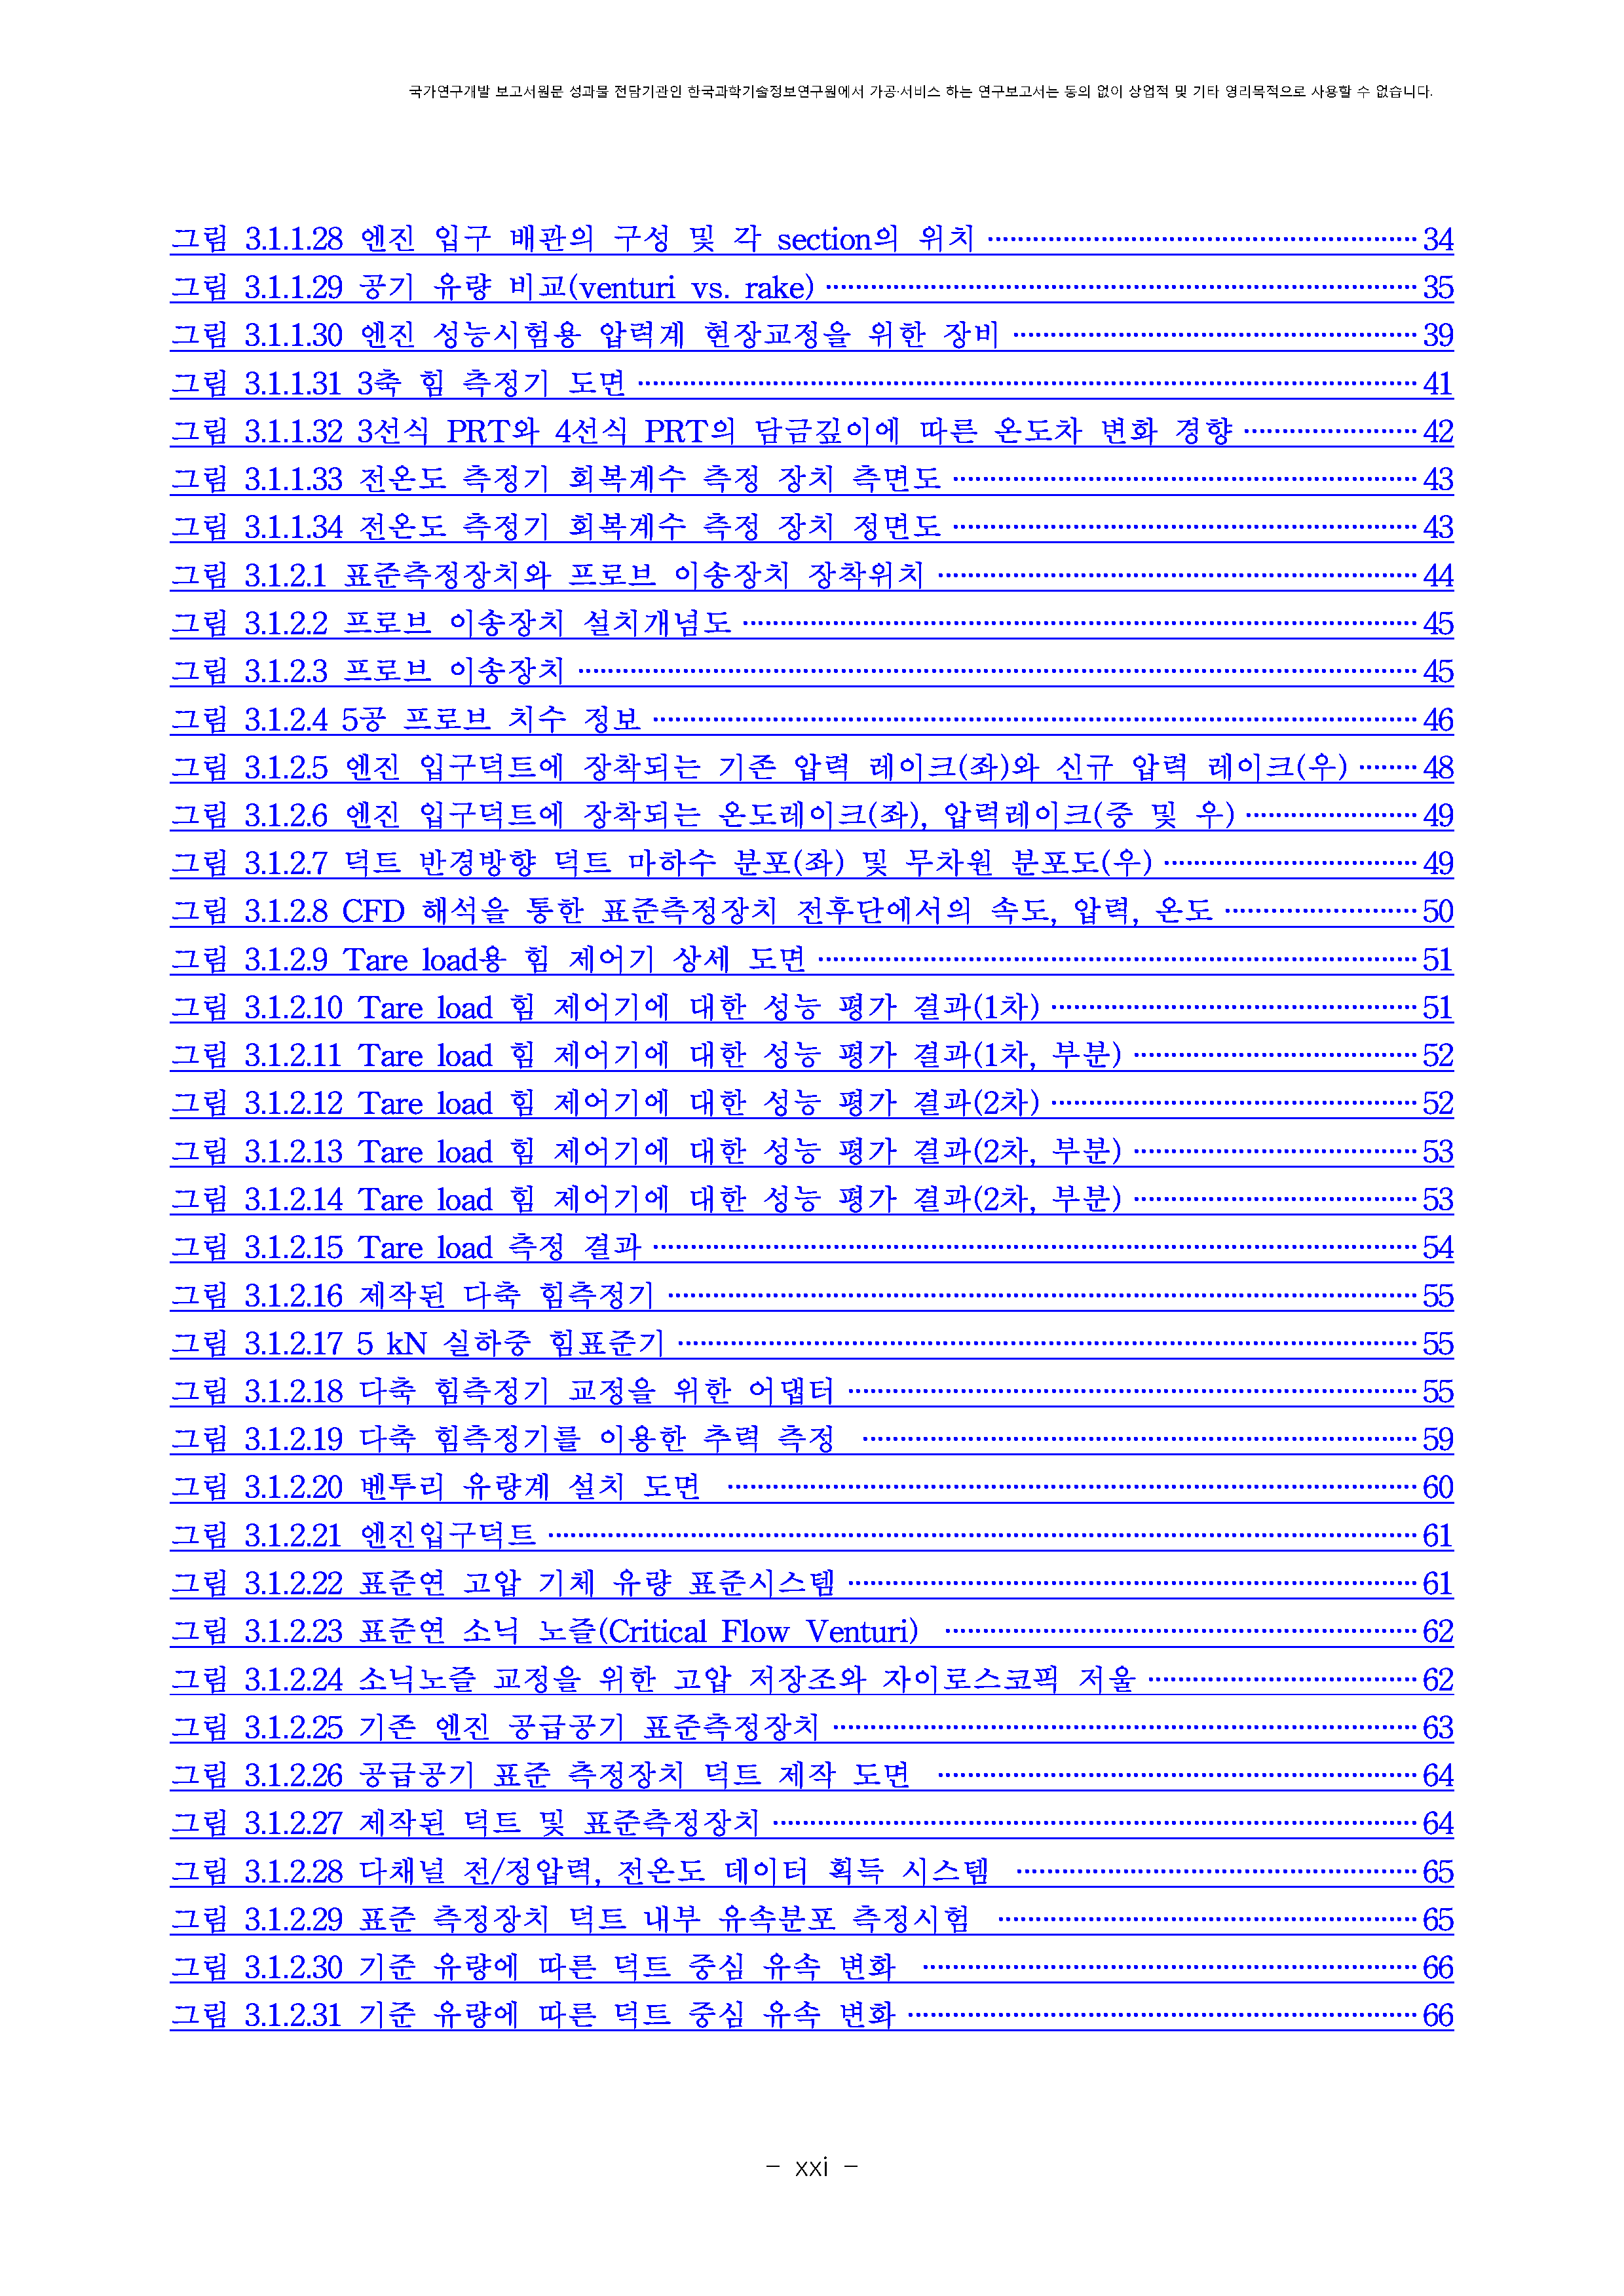 국가연구개발 보고서원문 성과물 전담기관인 한국과학기술정보연구원에서 가공·서비스 하는 연구보고서는 동의 없이 상업적 및 기타 영리목적으로 사용할 수 없습니다.
그림 3.1.1.28 엔진 입구 배관의 구성 및 각 section의 위치 34
그림 3.1.1.29 공기 유량 비교(venturi vs. rake) 35
그림 3.1.1.30 엔진 성능시험용 압력계 현장교정을 위한 장비 39
그림 3.1.1.31 3축 힘 측정기 도면 41
그림 3.1.1.32 3선식 PRT와 4선식 PRT의 담금깊이에 따른 온도차 변화 경향 42
그림 3.1.1.33 전온도 측정기 회복계수 측정 장치 측면도 43
그림 3.1.1.34 전온도 측정기 회복계수 측정 장치 정면도 43
그림 3.1.2.1 표준측정장치와 프로브 이송장치 장착위치 44
그림 3.1.2.2 프로브 이송장치 설치개념도 45
그림 3.1.2.3 프로브 이송장치 45
그림 3.1.2.4 5공 프로브 치수 정보 46
그림 3.1.2.5 엔진 입구덕트에 장착되는 기존 압력 레이크(좌)와 신규 압력 레이크(우) 48
그림 3.1.2.6 엔진 입구덕트에 장착되는 온도레이크(좌), 압력레이크(중 및 우) 49
그림 3.1.2.7 덕트 반경방향 덕트 마하수 분포(좌) 및 무차원 분포도(우) 49
그림 3.1.2.8 CFD 해석을 통한 표준측정장치 전후단에서의 속도, 압력, 온도 50
그림 3.1.2.9 Tare load용 힘 제어기 상세 도면 51
그림 3.1.2.10 Tare load 힘 제어기에 대한 성능 평가 결과(1차) 51
그림 3.1.2.11 Tare load 힘 제어기에 대한 성능 평가 결과(1차, 부분) 52
그림 3.1.2.12 Tare load 힘 제어기에 대한 성능 평가 결과(2차) 52
그림 3.1.2.13 Tare load 힘 제어기에 대한 성능 평가 결과(2차, 부분) 53
그림 3.1.2.14 Tare load 힘 제어기에 대한 성능 평가 결과(2차, 부분) 53
그림 3.1.2.15 Tare load 측정 결과 54
그림 3.1.2.16 제작된 다축 힘측정기 55
그림 3.1.2.17 5 kN 실하중 힘표준기 55
그림 3.1.2.18 다축 힘측정기 교정을 위한 어댑터 55
그림 3.1.2.19 다축 힘측정기를 이용한 추력 측정 59
그림 3.1.2.20 벤투리 유량계 설치 도면 60
그림 3.1.2.21 엔진입구덕트 61
그림 3.1.2.22 표준연 고압 기체 유량 표준시스템 61
그림 3.1.2.23 표준연 소닉 노즐(Critical Flow Venturi) 62
그림 3.1.2.24 소닉노즐 교정을 위한 고압 저장조와 자이로스코픽 저울 62
그림 3.1.2.25 기존 엔진 공급공기 표준측정장치 63
그림 3.1.2.26 공급공기 표준 측정장치 덕트 제작 도면 64
그림 3.1.2.27 제작된 덕트 및 표준측정장치 64
그림 3.1.2.28 다채널 전/정압력, 전온도 데이터 획득 시스템 65
그림 3.1.2.29 표준 측정장치 덕트 내부 유속분포 측정시험 65
그림 3.1.2.30 기준 유량에 따른 덕트 중심 유속 변화 66
그림 3.1.2.31 기준 유량에 따른 덕트 중심 유속 변화 66
- xxi -